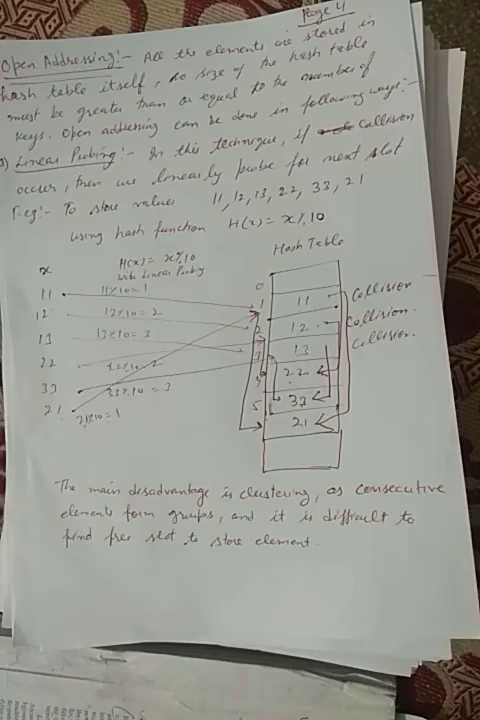 Page 4
Open Addressing:- All the elements are stored in
hash table itself, so size of the hash table
must be greater than or equal to the number of
keys. Open addressing can be done in following ways:-
Linear Probing:- In this technique, if collision
occur, then we linearly probe for next slot
eg:- To store values 11, 12, 13, 22, 33, 21
using hash function H(x) = x%10
Hash Table
x H(x) = x%10
with Linear Probing
0
11 11%10 = 1 1 11 Collision
12 12%10 = 2 2 12 Collision
13 13%10 = 3 3 13 Collision.
22 22%10 = 2 4 22
33 33%10 = 3 5 33
21 21%10 = 1 21
The main disadvantage is clustering, as consecutive
elements form groups, and it is difficult to
find free slot to store element.